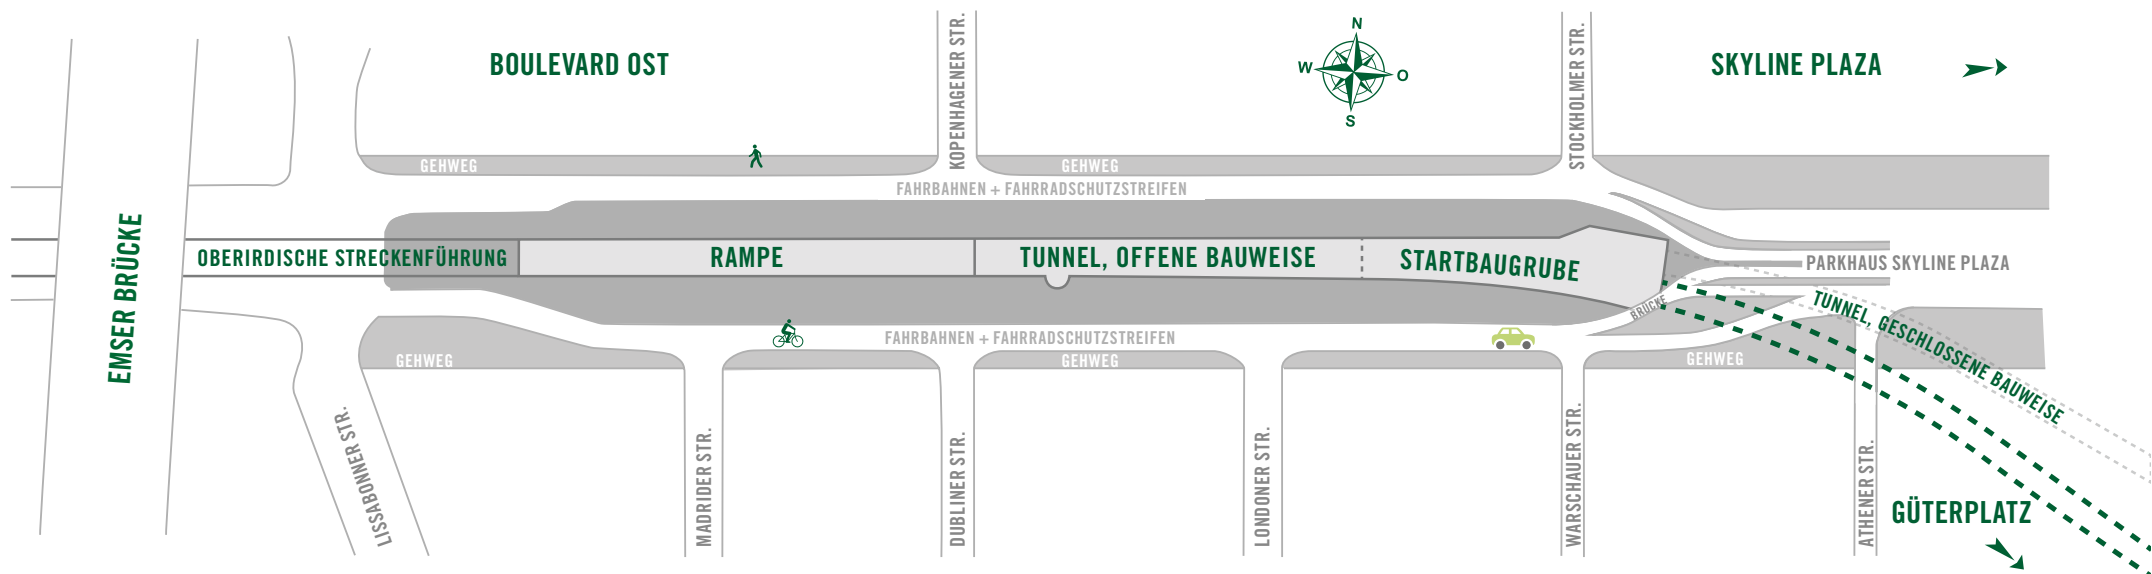 BOULEVARD OST
KOPENHAGENER STR.
N
W
O
S
STOCKHOLMER STR.
SKYLINE PLAZA
GEHWEG
GEHWEG
FAHRBAHNEN + FAHRRADSCHUTZSTREIFEN
EMSER BRÜCKE
OBERIRDISCHE STRECKENFÜHRUNG
RAMPE
TUNNEL, OFFENE BAUWEISE
STARTBAUGRUBE
PARKHAUS SKYLINE PLAZA
BRÜCKE
TUNNEL, GESCHLOSSENE BAUWEISE
FAHRBAHNEN + FAHRRADSCHUTZSTREIFEN
GEHWEG
GEHWEG
GEHWEG
LISSABONNER STR.
MADRIDER STR.
DUBLINER STR.
LONDONER STR.
WARSCHAUER STR.
ATHENER STR.
GÜTERPLATZ